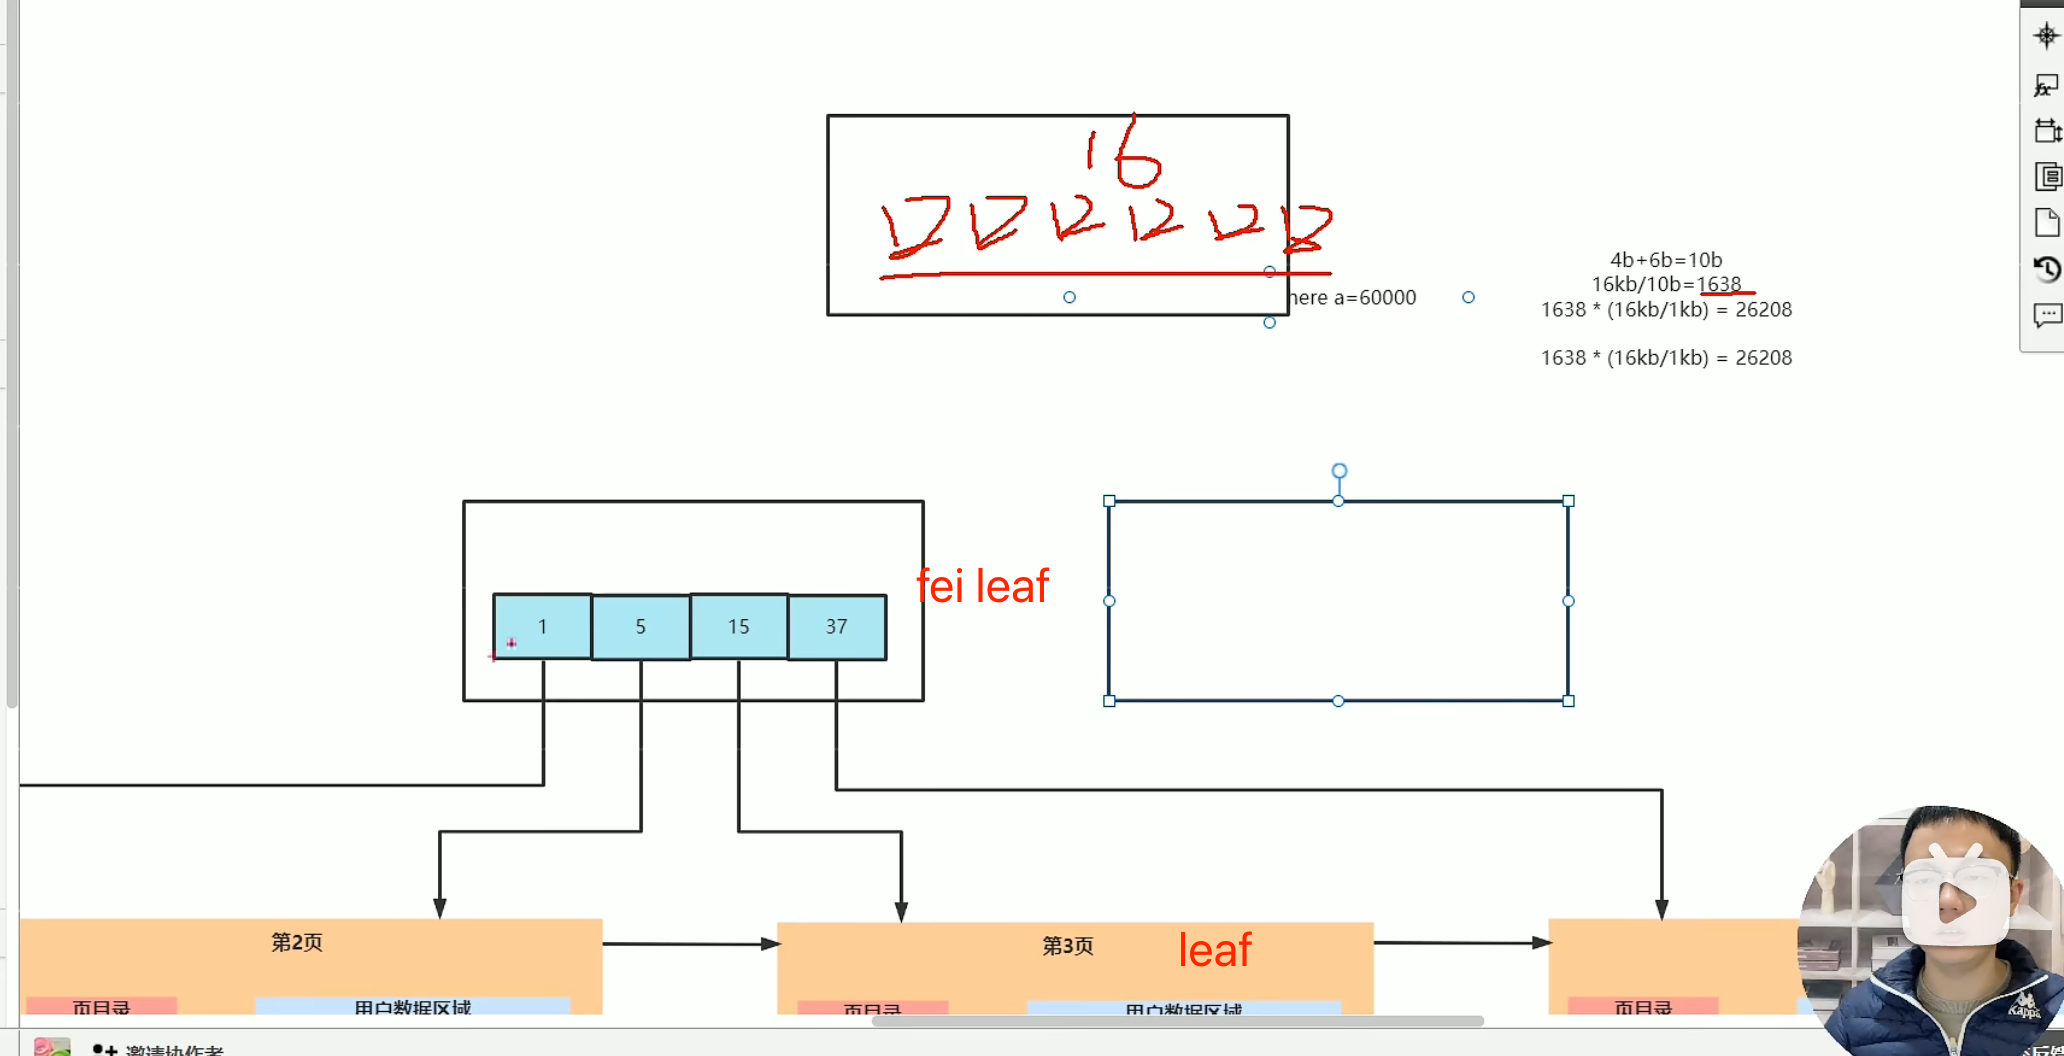 16
4b+6b=10b
16kb/10b=1638
here a=60000
1638 * (16kb/1kb) = 26208
1638 * (16kb/1kb) = 26208
fei leaf
1 5 15 37
第2页
第3页
leaf
页目录 用户数据区域 页目录 用户数据区域 页目录
Kappa
邀请协作者